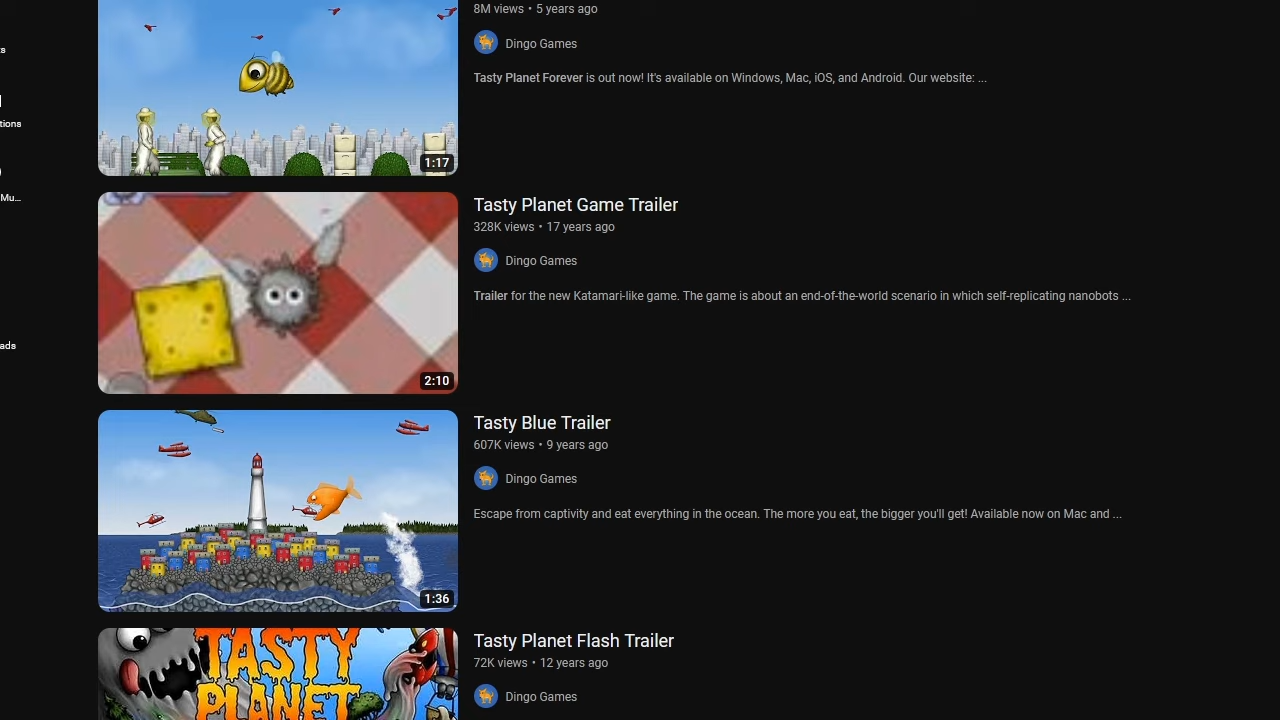 8M views • 5 years ago
s
Dingo Games
Tasty Planet Forever is out now! It's available on Windows, Mac, iOS, and Android. Our website: ...
tions
1:17
Mu...
Tasty Planet Game Trailer
328K views • 17 years ago
Dingo Games
Trailer for the new Katamari-like game. The game is about an end-of-the-world scenario in which self-replicating nanobots ...
ads
2:10
Tasty Blue Trailer
607K views • 9 years ago
Dingo Games
Escape from captivity and eat everything in the ocean. The more you eat, the bigger you'll get! Available now on Mac and ...
1:36
Tasty Planet Flash Trailer
72K views • 12 years ago
Dingo Games
TASTY
PLANET